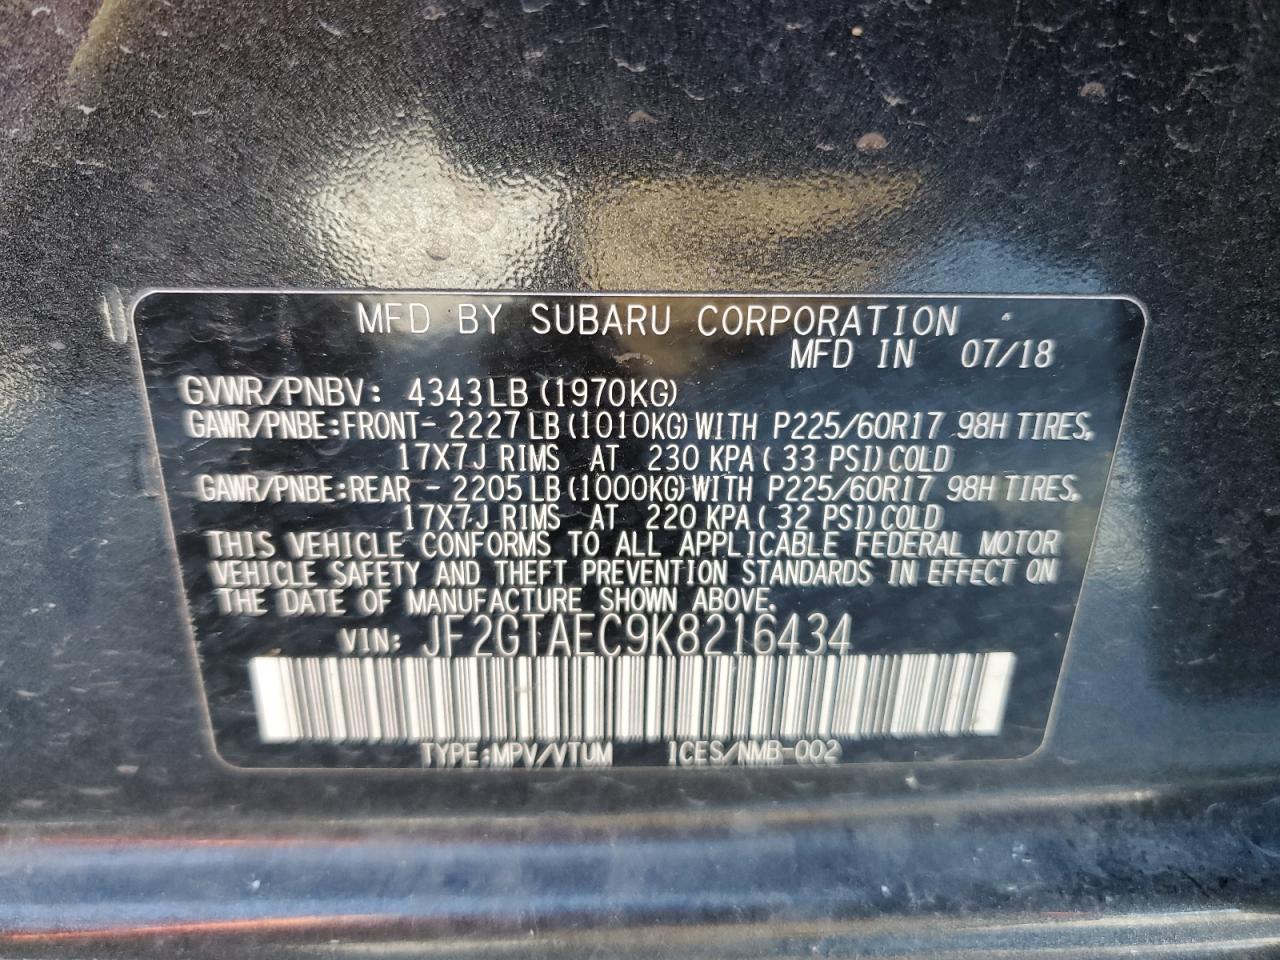 MFD BY SUBARU CORPORATION
MFD IN 07/18
GVWR/PNBV: 4343LB (1970KG)
GAWR/PNBE:FRONT- 2227LB (1010KG) WITH P225/60R17 98H TIRES,
17X7J RIMS AT 230 KPA ( 33 PSI) COLD
GAWR/PNBE:REAR - 2205LB (1000KG) WITH P225/60R17 98H TIRES,
17X7J RIMS AT 220 KPA ( 32 PSI) COLD
THIS VEHICLE CONFORMS TO ALL APPLICABLE FEDERAL MOTOR
VEHICLE SAFETY AND THEFT PREVENTION STANDARDS IN EFFECT ON
THE DATE OF MANUFACTURE SHOWN ABOVE.
VIN: JF2GTAEC9K8216434
TYPE:MPV/VTUM ICES/NMB-002